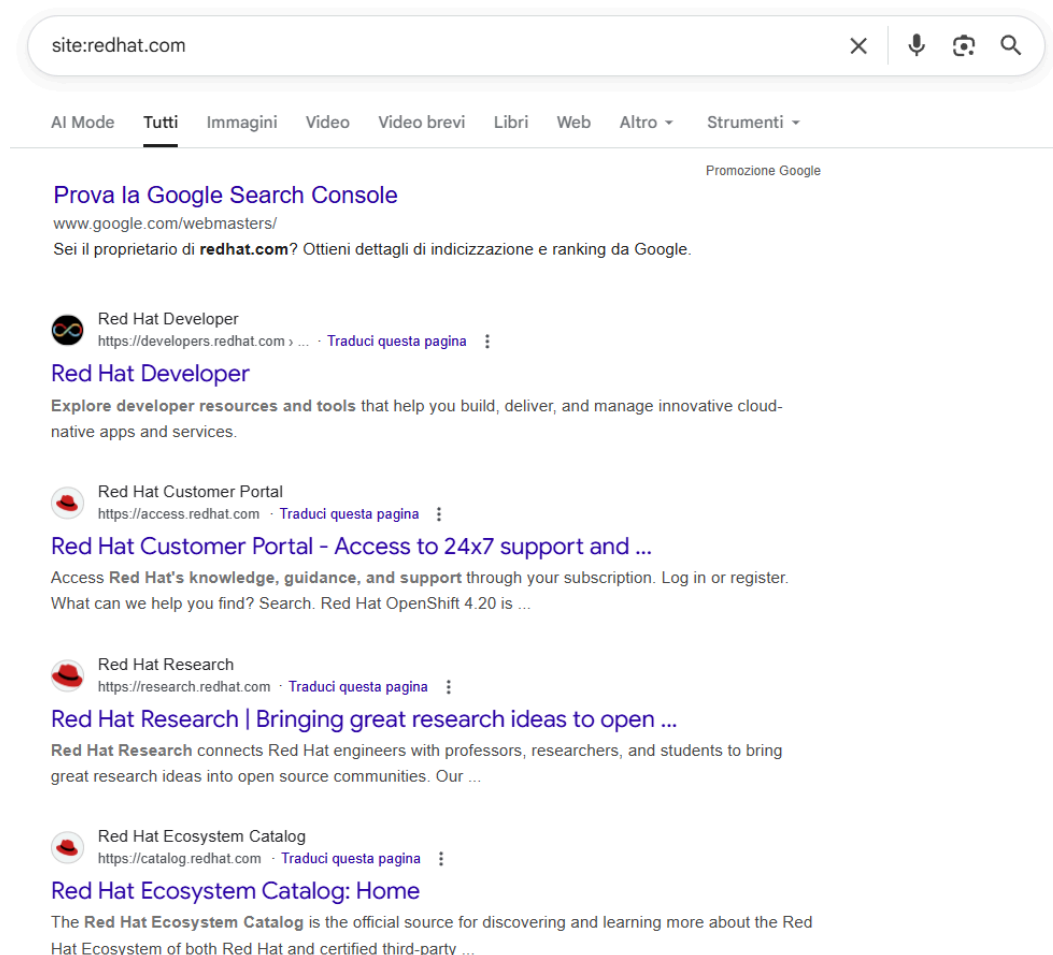 site:redhat.com
AI Mode Tutti Immagini Video Video brevi Libri Web Altro Strumenti
Promozione Google
Prova la Google Search Console
www.google.com/webmasters/
Sei il proprietario di redhat.com? Ottieni dettagli di indicizzazione e ranking da Google.
Red Hat Developer
https://developers.redhat.com › ... · Traduci questa pagina
Red Hat Developer
Explore developer resources and tools that help you build, deliver, and manage innovative cloud-
native apps and services.
Red Hat Customer Portal
https://access.redhat.com · Traduci questa pagina
Red Hat Customer Portal - Access to 24x7 support and ...
Access Red Hat's knowledge, guidance, and support through your subscription. Log in or register.
What can we help you find? Search. Red Hat OpenShift 4.20 is ...
Red Hat Research
https://research.redhat.com · Traduci questa pagina
Red Hat Research | Bringing great research ideas to open ...
Red Hat Research connects Red Hat engineers with professors, researchers, and students to bring
great research ideas into open source communities. Our ...
Red Hat Ecosystem Catalog
https://catalog.redhat.com · Traduci questa pagina
Red Hat Ecosystem Catalog: Home
The Red Hat Ecosystem Catalog is the official source for discovering and learning more about the Red
Hat Ecosystem of both Red Hat and certified third-party ...